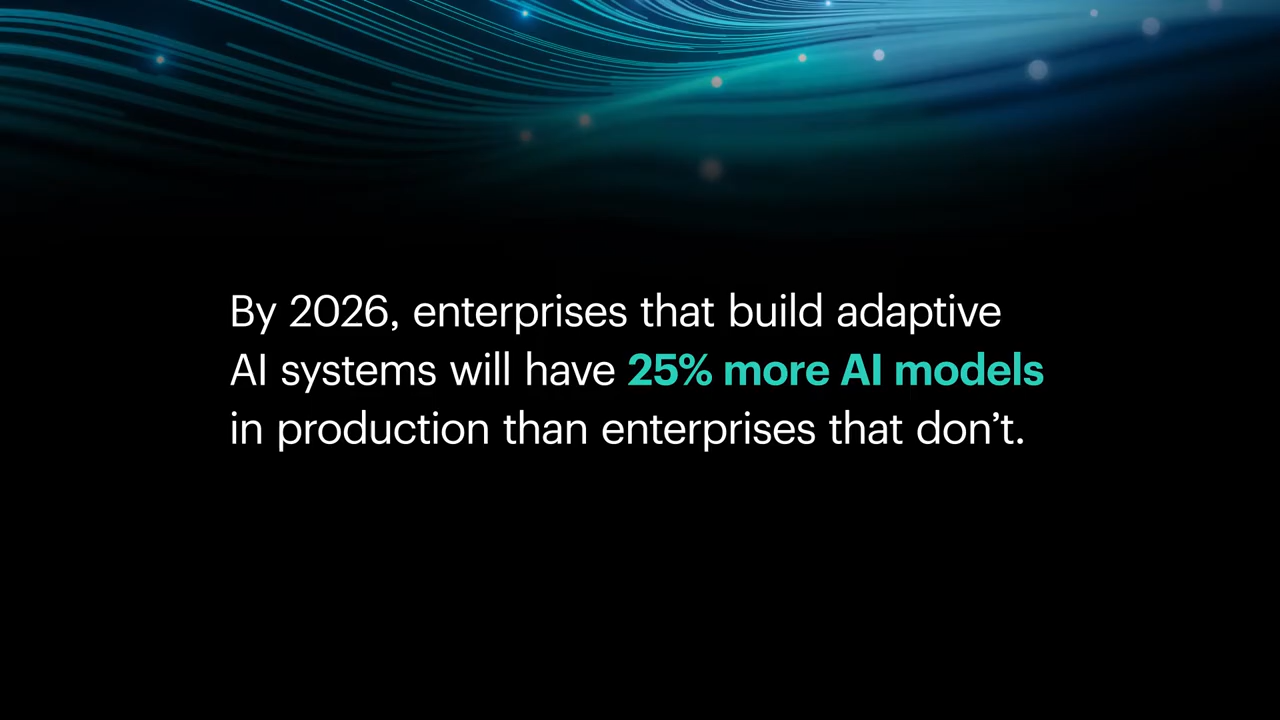 By 2026, enterprises that build adaptive
AI systems will have 25% more AI models
in production than enterprises that don’t.